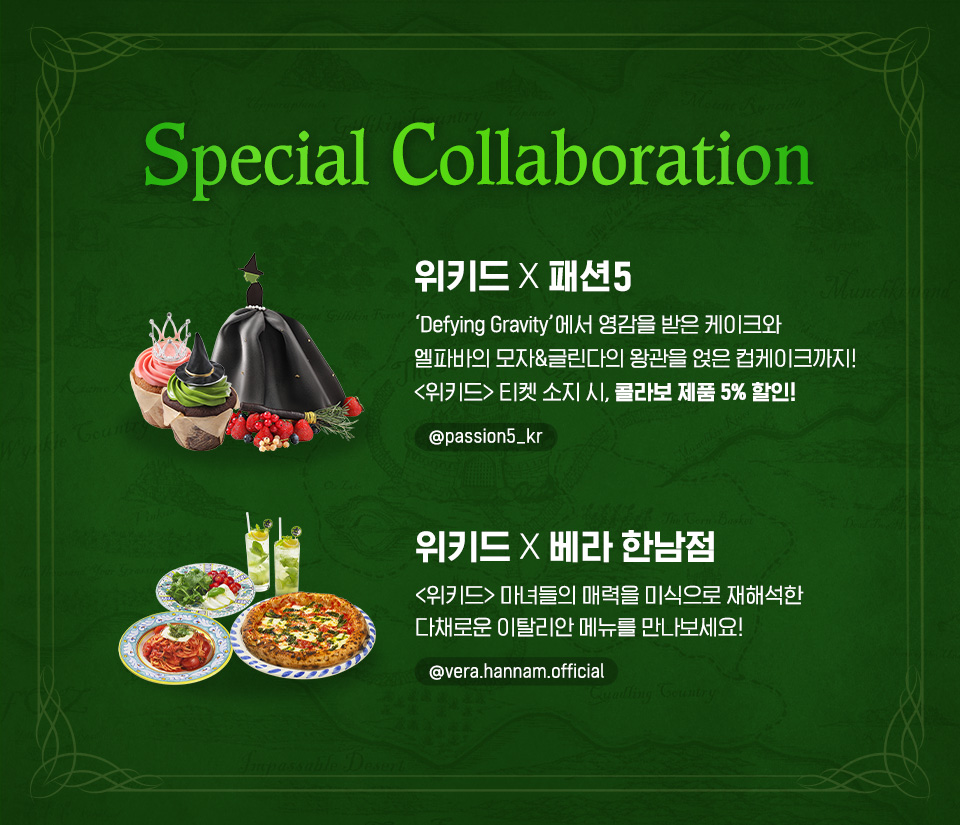 Special Collaboration
위키드 X 패션5
‘Defying Gravity’에서 영감을 받은 케이크와
엘파바의 모자&글린다의 왕관을 얹은 컵케이크까지!
<위키드> 티켓 소지 시, 콜라보 제품 5% 할인!
@passion5_kr
위키드 X 베라 한남점
<위키드> 마녀들의 매력을 미식으로 재해석한
다채로운 이탈리안 메뉴를 만나보세요!
@vera.hannam.official
Quadling Country
Impassable Desert